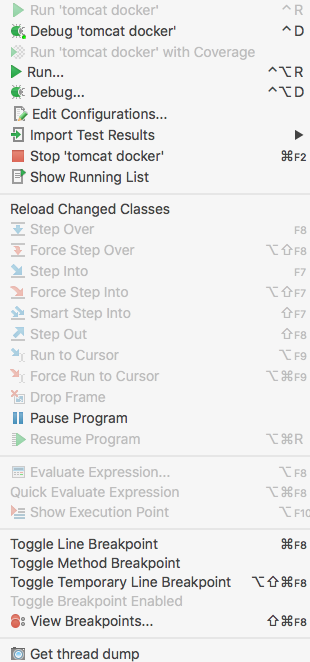 Run 'tomcat docker' ⌃R
Debug 'tomcat docker' ⌃D
Run 'tomcat docker' with Coverage
Run... ⌃⌥R
Debug... ⌃⌥D
Edit Configurations...
Import Test Results
Stop 'tomcat docker' ⌘F2
Show Running List
Reload Changed Classes
Step Over F8
Force Step Over ⌥⇧F8
Step Into F7
Force Step Into ⌥⇧F7
Smart Step Into ⇧F7
Step Out ⇧F8
Run to Cursor ⌥F9
Force Run to Cursor ⌥⌘F9
Drop Frame
Pause Program
Resume Program ⌥⌘R
Evaluate Expression... ⌥F8
Quick Evaluate Expression ⌥⌘F8
Show Execution Point ⌥F10
Toggle Line Breakpoint ⌘F8
Toggle Method Breakpoint
Toggle Temporary Line Breakpoint ⌥⇧⌘F8
Toggle Breakpoint Enabled
View Breakpoints... ⇧⌘F8
Get thread dump